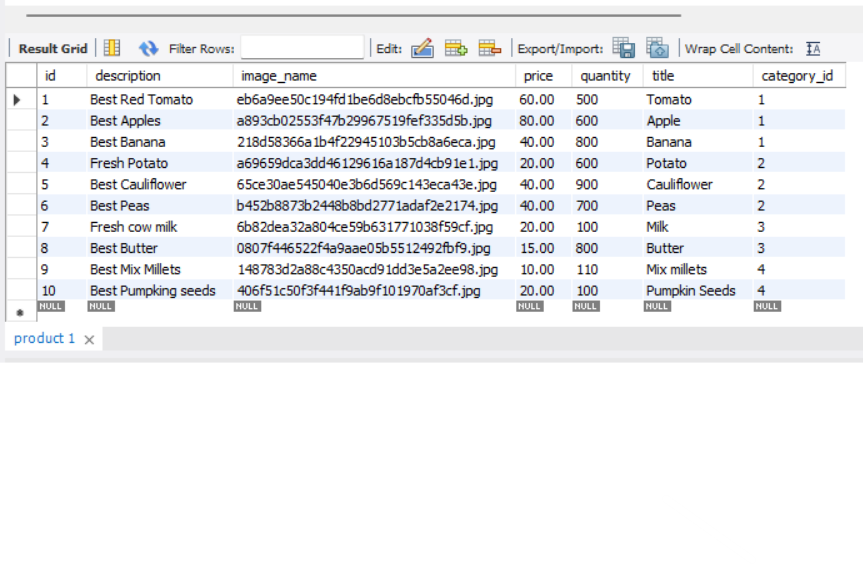 Result Grid Filter Rows: Edit: Export/Import: Wrap Cell Content: IA
id description image_name price quantity title category_id
1 Best Red Tomato eb6a9ee50c194fd1be6d8ebcfb55046d.jpg 60.00 500 Tomato 1
2 Best Apples a893cb02553f47b29967519fef335d5b.jpg 80.00 600 Apple 1
3 Best Banana 218d58366a1b4f22945103b5cb8a6eca.jpg 40.00 800 Banana 1
4 Fresh Potato a69659dca3dd46129616a187d4cb91e1.jpg 20.00 600 Potato 2
5 Best Cauliflower 65ce30ae545040e3b6d569c143eca43e.jpg 40.00 900 Cauliflower 2
6 Best Peas b452b8873b2448b8bd2771adaf2e2174.jpg 40.00 700 Peas 2
7 Fresh cow milk 6b82dea32a804ce59b631771038f59cf.jpg 20.00 100 Milk 3
8 Best Butter 0807f446522f4a9aae05b5512492fbf9.jpg 15.00 800 Butter 3
9 Best Mix Millets 148783d2a88c4350acd91dd3e5a2ee98.jpg 10.00 110 Mix millets 4
10 Best Pumpking seeds 406f51c50f3f441f9ab9f101970af3cf.jpg 20.00 100 Pumpkin Seeds 4
NULL NULL NULL NULL NULL NULL NULL
product 1